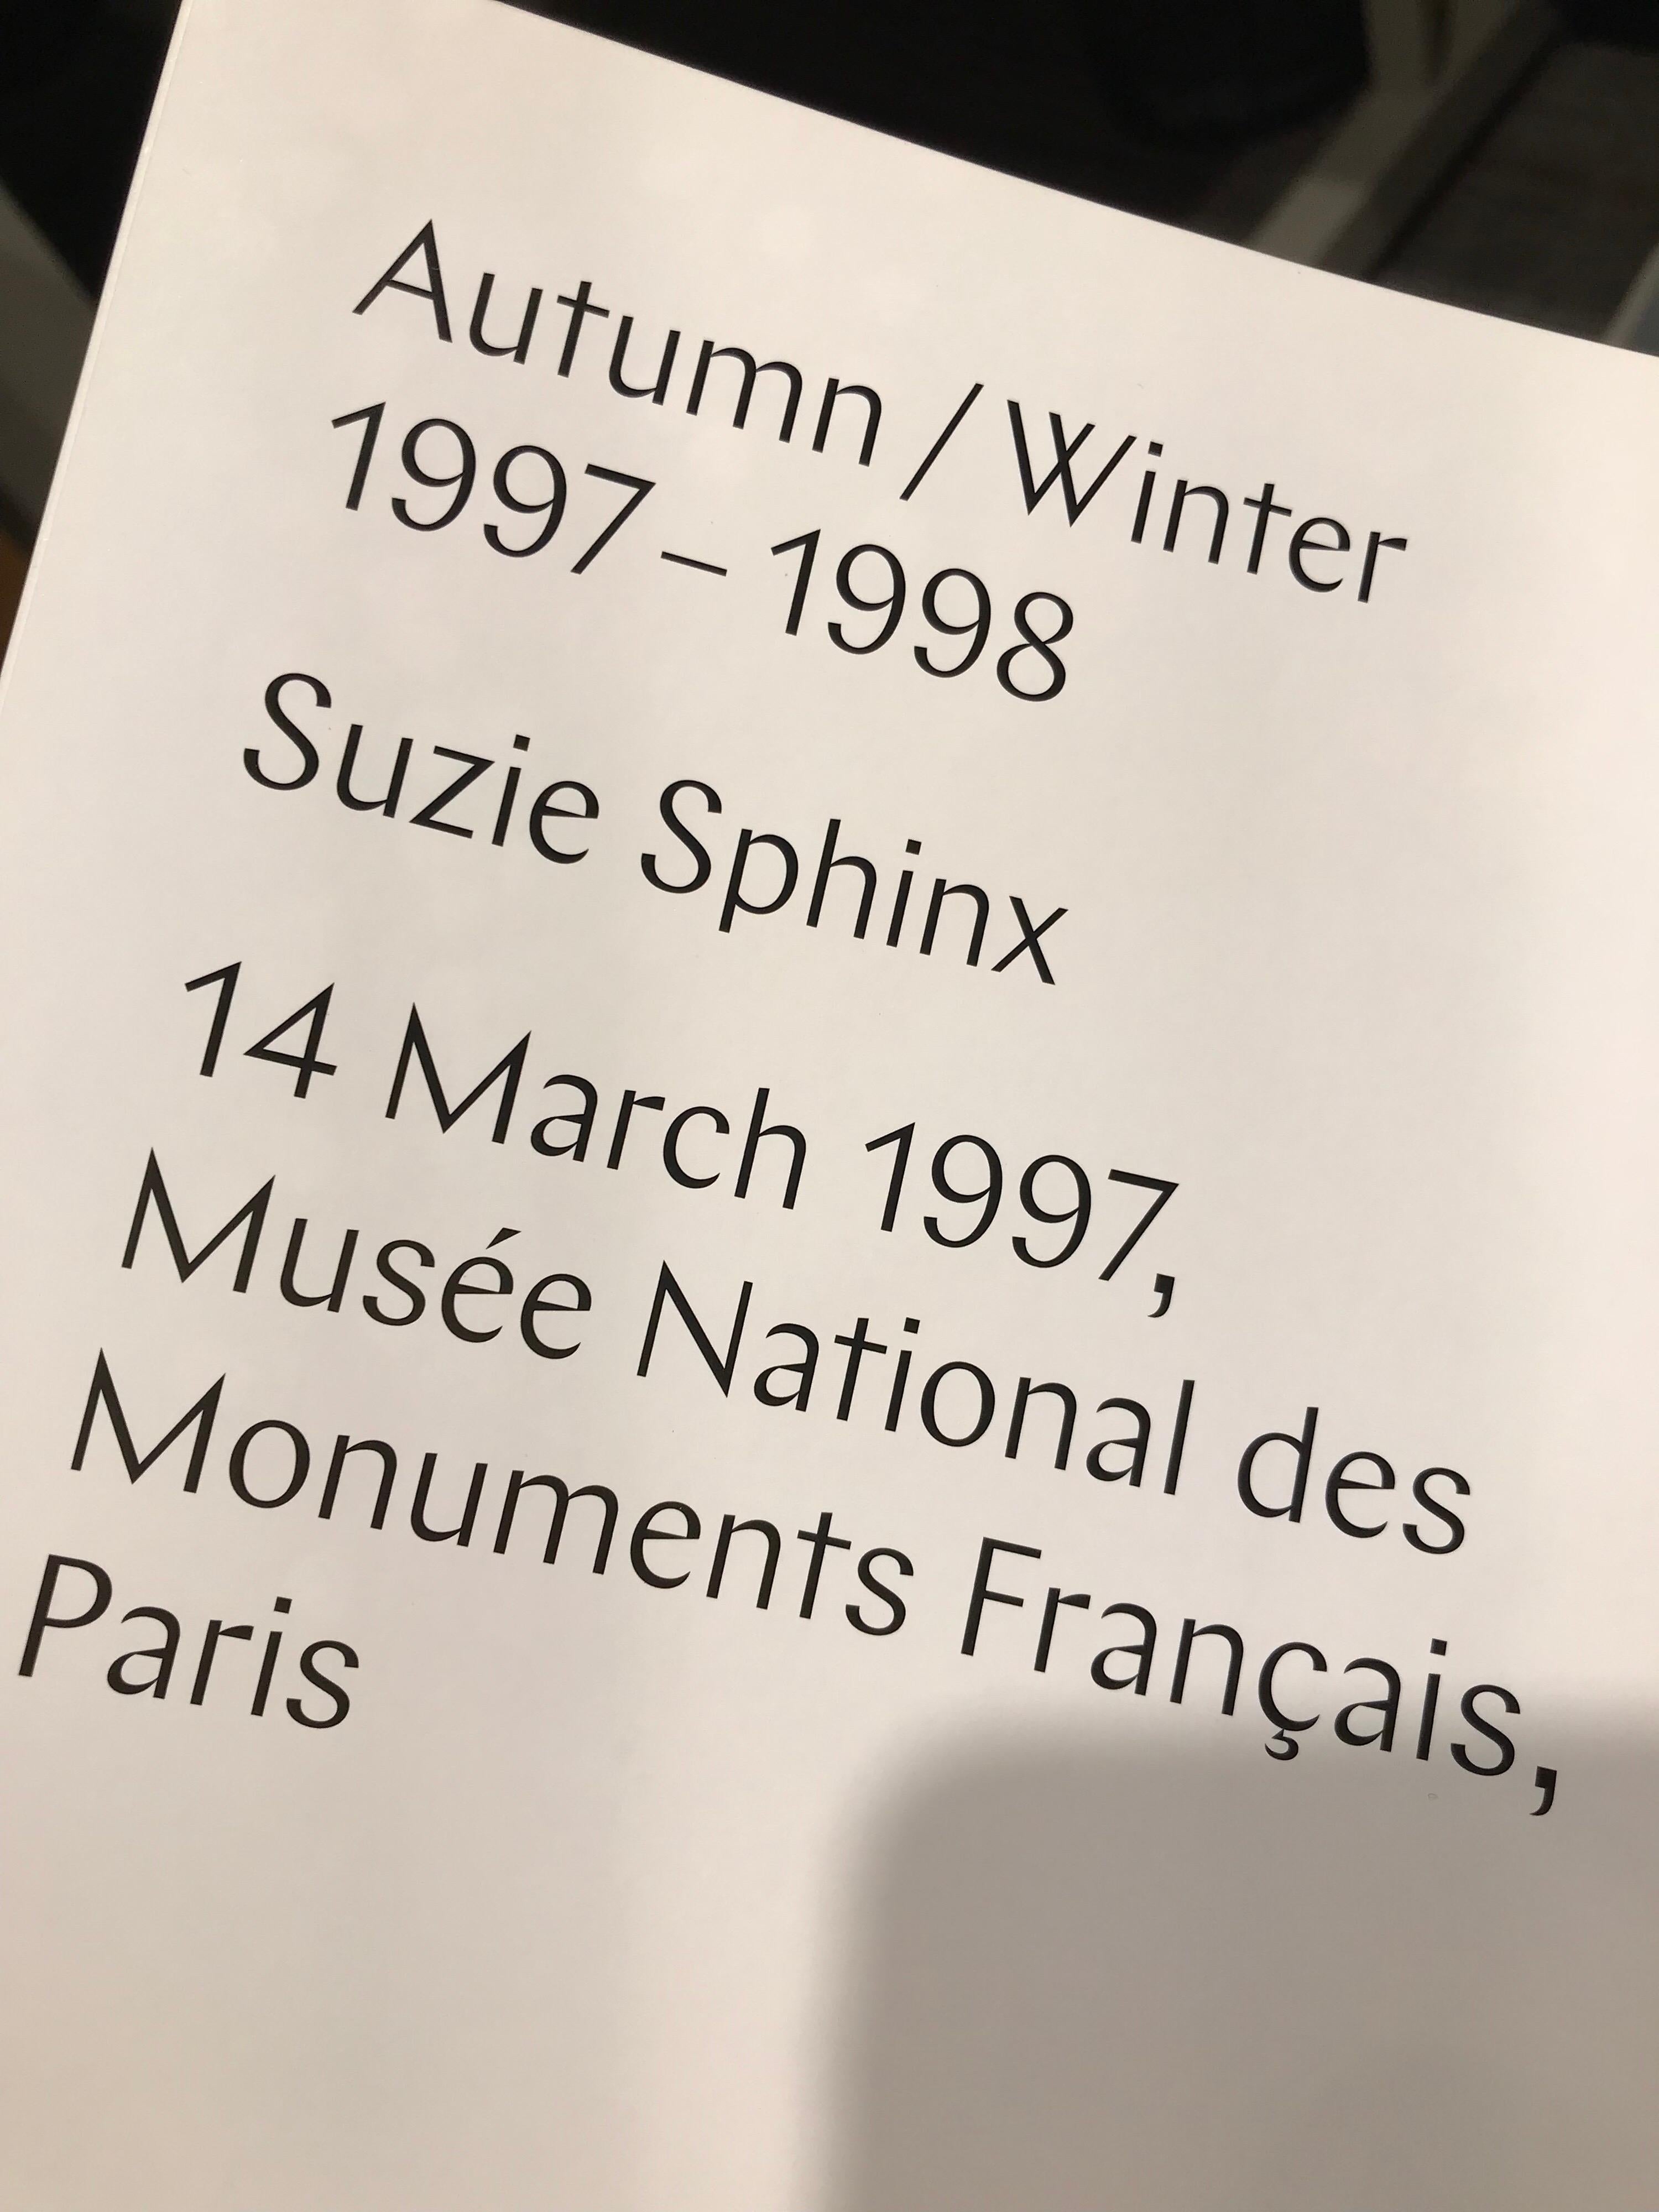 Autumn / Winter
1997 – 1998
Suzie Sphinx
14 March 1997,
Musée National des
Monuments Français,
Paris